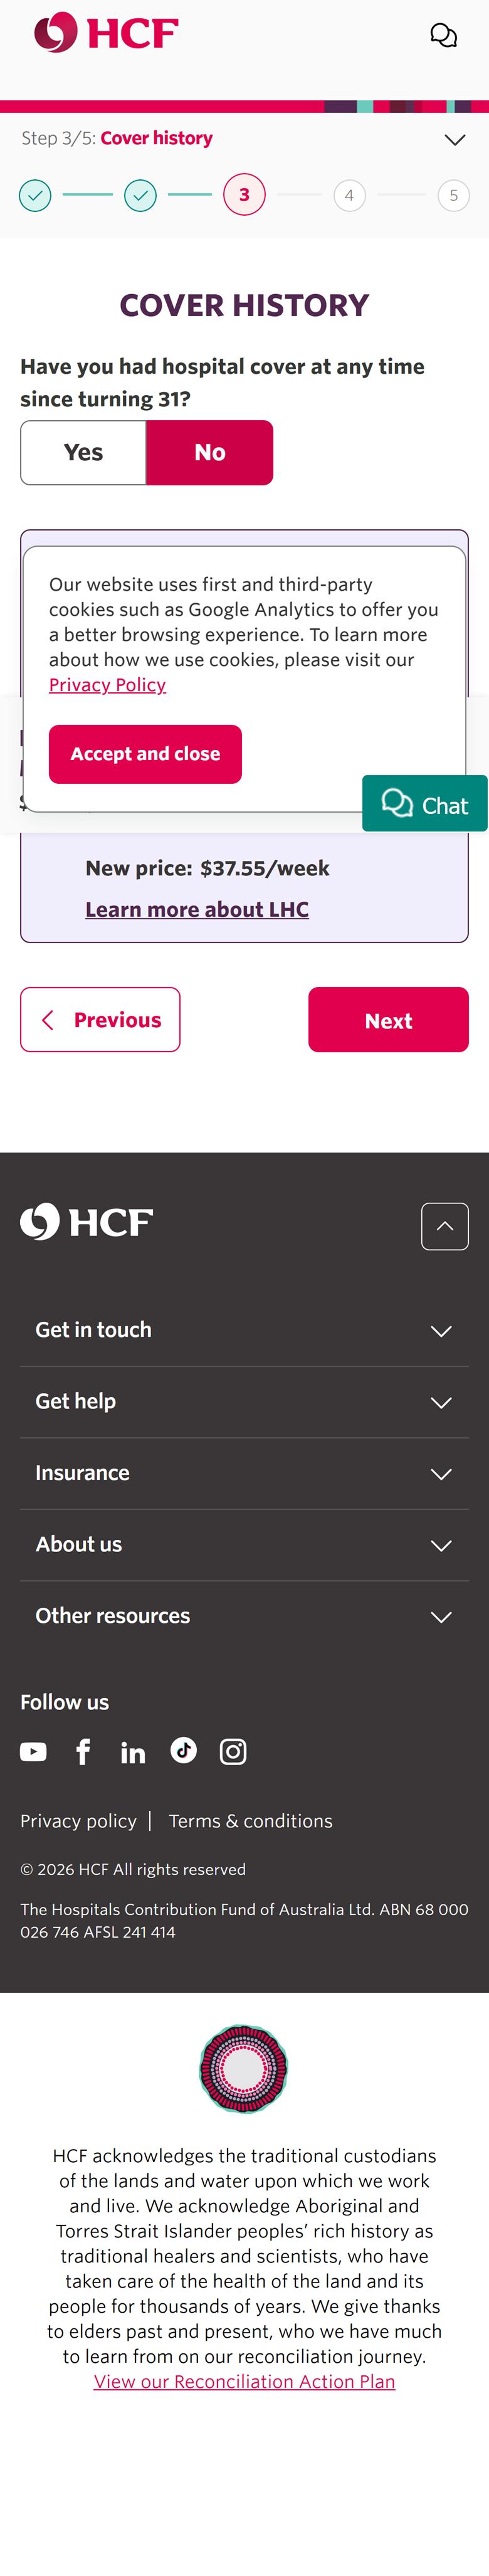 HCF
Step 3/5: Cover history
3
4
5
COVER HISTORY
Have you had hospital cover at any time
since turning 31?
Yes
No
Our website uses first and third-party
cookies such as Google Analytics to offer you
a better browsing experience. To learn more
about how we use cookies, please visit our
Privacy Policy
Accept and close
Chat
New price: $37.55/week
Learn more about LHC
Previous
Next
HCF
Get in touch
Get help
Insurance
About us
Other resources
Follow us
Privacy policy | Terms & conditions
© 2026 HCF All rights reserved
The Hospitals Contribution Fund of Australia Ltd. ABN 68 000
026 746 AFSL 241 414
HCF acknowledges the traditional custodians
of the lands and water upon which we work
and live. We acknowledge Aboriginal and
Torres Strait Islander peoples’ rich history as
traditional healers and scientists, who have
taken care of the health of the land and its
people for thousands of years. We give thanks
to elders past and present, who we have much
to learn from on our reconciliation journey.
View our Reconciliation Action Plan